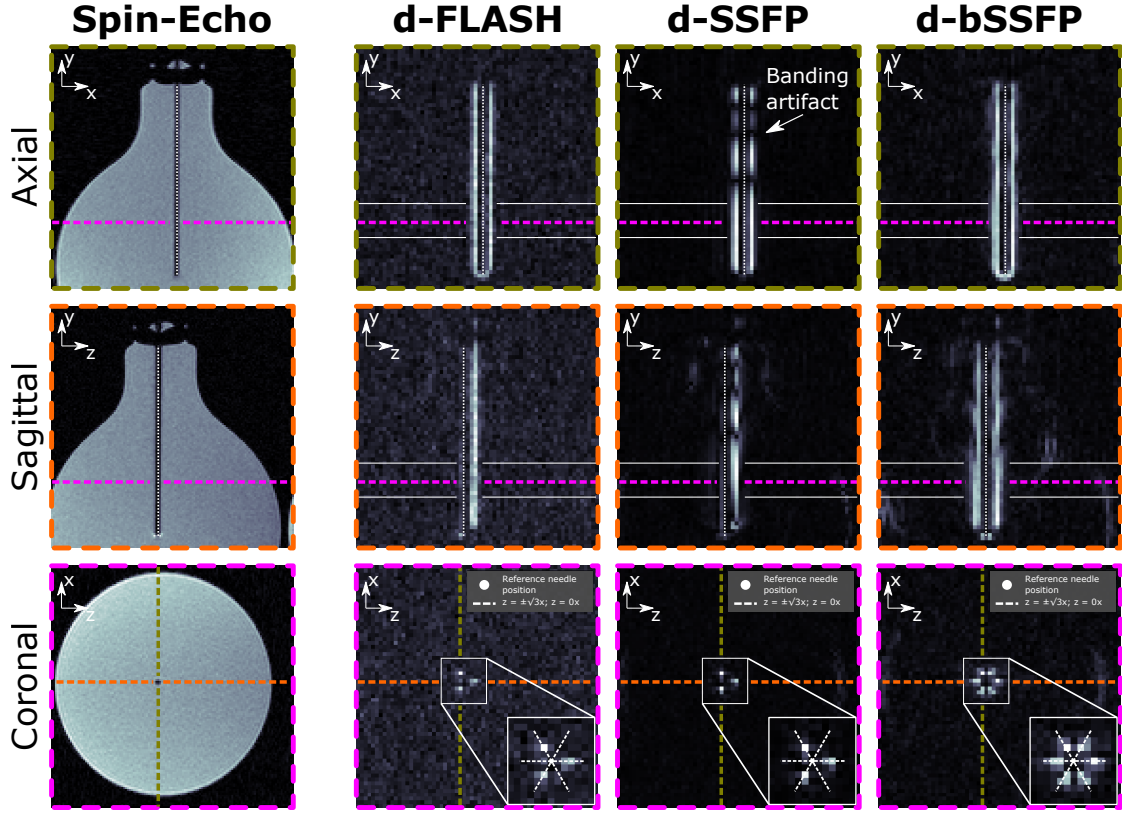 Spin-Echo d-FLASH d-SSFP d-bSSFP
Axial
y
x
y
x
y
x
Banding
artifact
y
x
Sagittal
y
z
y
z
y
z
y
z
Coronal
x
z
x
z
Reference needle
position
z = ±√3x; z = 0x
x
z
Reference needle
position
z = ±√3x; z = 0x
x
z
Reference needle
position
z = ±√3x; z = 0x